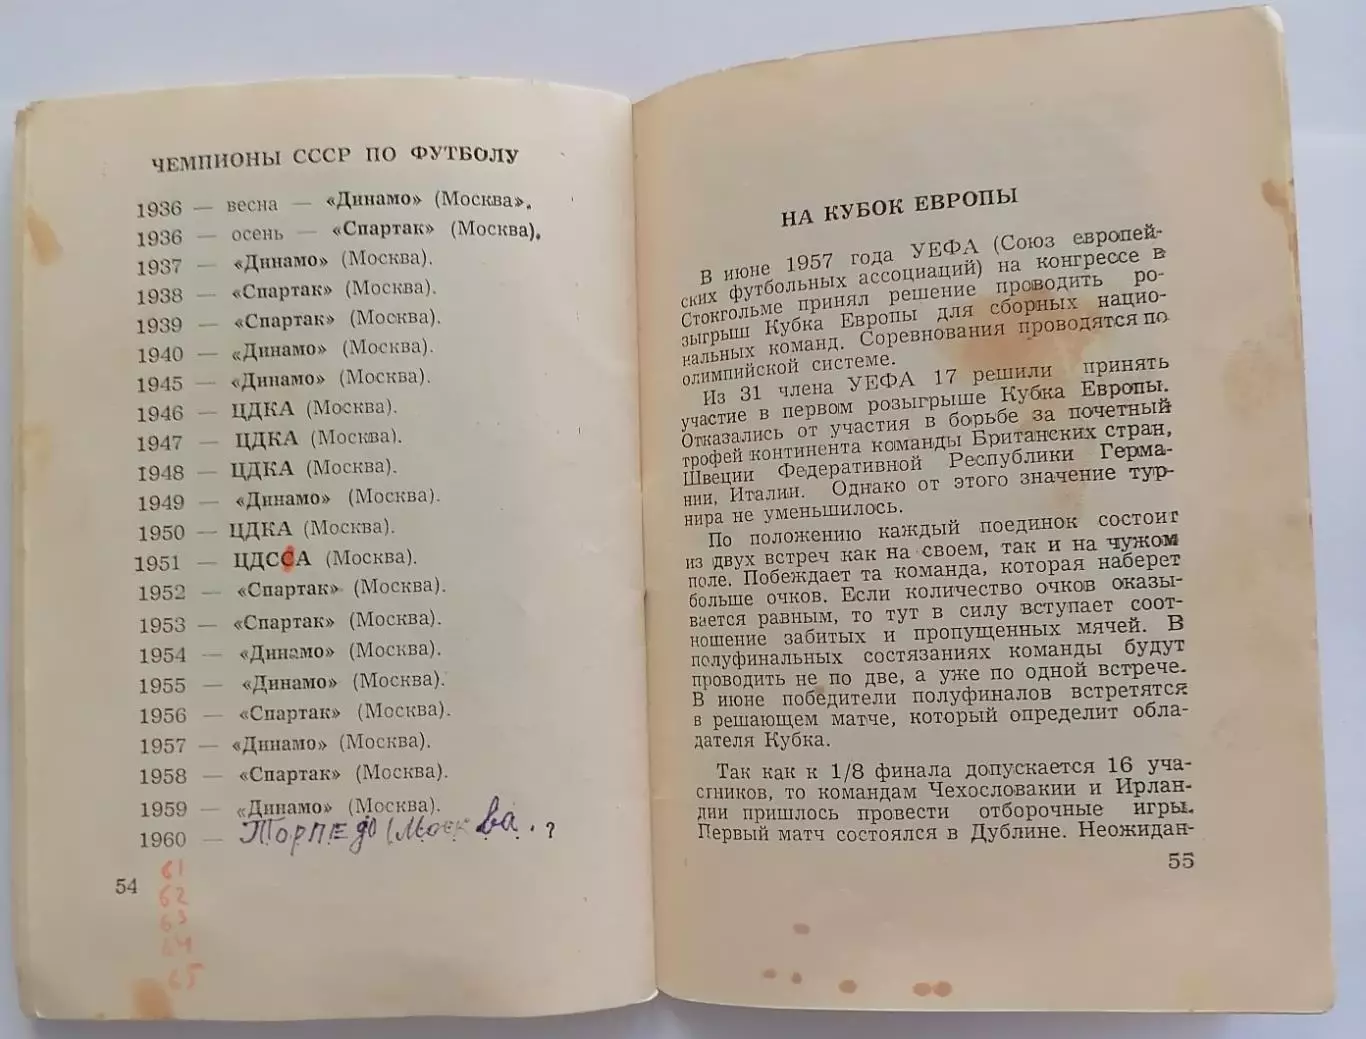 ЧЕМПИОНЫ СССР ПО ФУТБОЛУ
1936 — весна — «Динамо» (Москва».
1936 — осень — «Спартак» (Москва).
1937 — «Динамо» (Москва).
1938 — «Спартак» (Москва).
1939 — «Спартак» (Москва).
1940 — «Динамо» (Москва).
1945 — «Динамо» (Москва).
1946 — ЦДКА (Москва).
1947 — ЦДКА (Москва).
1948 — ЦДКА (Москва).
1949 — «Динамо» (Москва).
1950 — ЦДКА (Москва).
1951 — ЦДССА (Москва).
1952 — «Спартак» (Москва).
1953 — «Спартак» (Москва).
1954 — «Динамо» (Москва).
1955 — «Динамо» (Москва).
1956 — «Спартак» (Москва).
1957 — «Динамо» (Москва).
1958 — «Спартак» (Москва).
1959 — «Динамо» (Москва).
1960 — Торпедо (Москва. ?
61
62
63
64
65
54
НА КУБОК ЕВРОПЫ
В июне 1957 года УЕФА (Союз европей-
ских футбольных ассоциаций) на конгрессе в
Стокгольме принял решение проводить ро-
зыгрыш Кубка Европы для сборных нацио-
нальных команд. Соревнования проводятся по
олимпийской системе.
Из 31 члена УЕФА 17 решили принять
участие в первом розыгрыше Кубка Европы.
Отказались от участия в борьбе за почетный
трофей континента команды Британских стран,
Швеции Федеративной Республики Герма-
нии, Италии. Однако от этого значение тур-
нира не уменьшилось.
По положению каждый поединок состоит
из двух встреч как на своем, так и на чужом
поле. Побеждает та команда, которая наберет
больше очков. Если количество очков оказы-
вается равным, то тут в силу вступает соот-
ношение забитых и пропущенных мячей. В
полуфинальных состязаниях команды будут
проводить не по две, а уже по одной встрече.
В июне победители полуфиналов встретятся
в решающем матче, который определит обла-
дателя Кубка.
Так как к 1/8 финала допускается 16 уча-
стников, то командам Чехословакии и Ирлан-
дии пришлось провести отборочные игры.
Первый матч состоялся в Дублине. Неожидан-
55